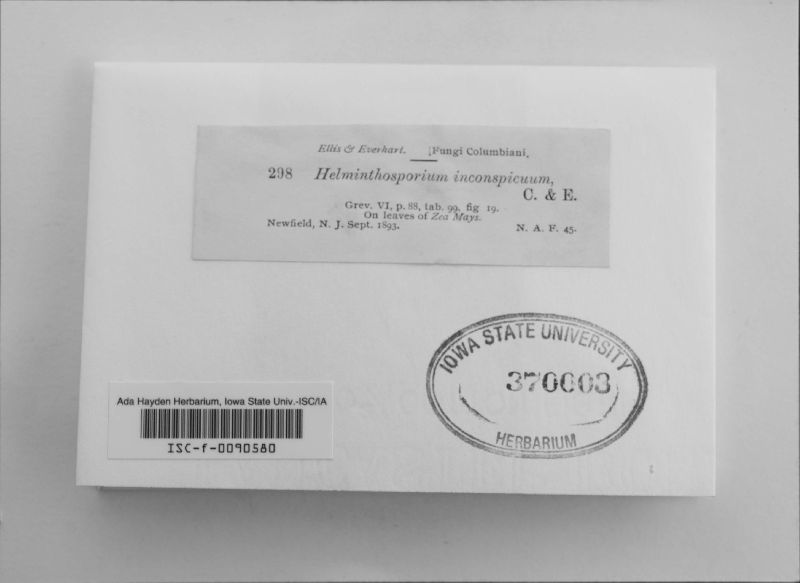 Ellis & Everhart. [Fungi Columbiani.
298 Helminthosporium inconspicuum,
C. & E.
Grev. VI, p. 88, tab. 99, fig 19.
On leaves of Zea Mays.
Newfield, N. J. Sept. 1893. N. A. F. 45.
IOWA STATE UNIVERSITY
370603
HERBARIUM
Ada Hayden Herbarium, Iowa State Univ.-ISC/IA
ISC-f-0090580